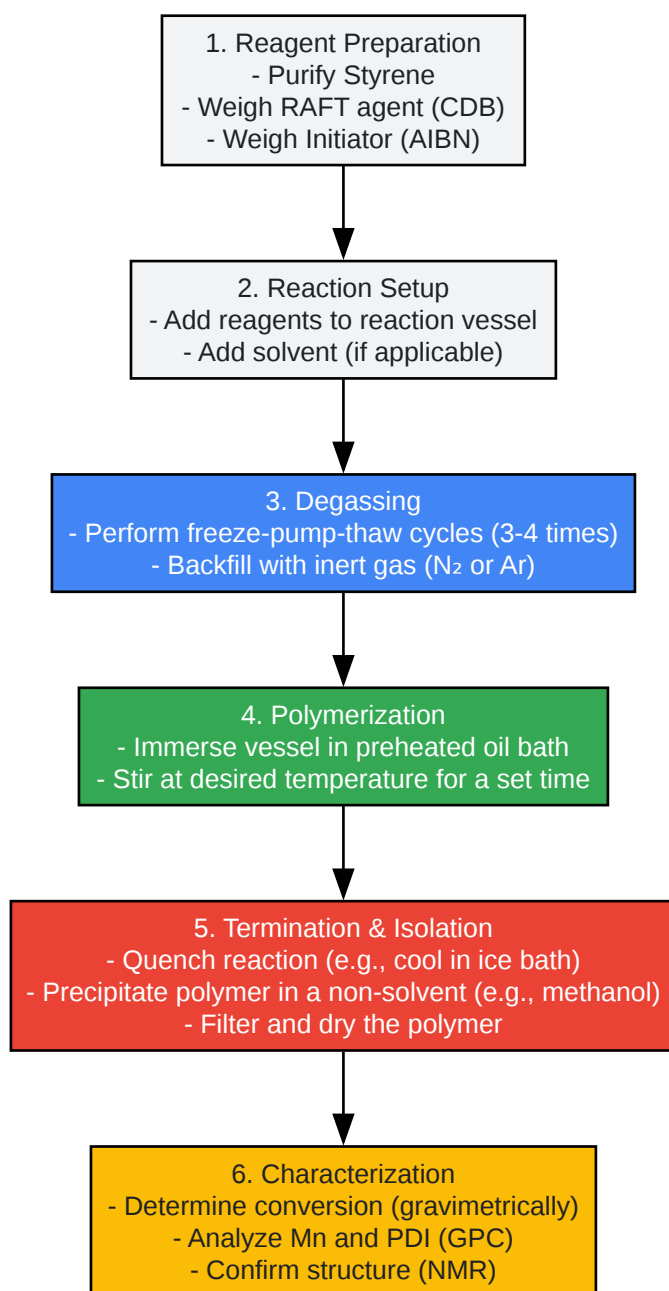 1. Reagent Preparation
- Purify Styrene
- Weigh RAFT agent (CDB)
- Weigh Initiator (AIBN)
2. Reaction Setup
- Add reagents to reaction vessel
- Add solvent (if applicable)
3. Degassing
- Perform freeze-pump-thaw cycles (3-4 times)
- Backfill with inert gas (N₂ or Ar)
4. Polymerization
- Immerse vessel in preheated oil bath
- Stir at desired temperature for a set time
5. Termination & Isolation
- Quench reaction (e.g., cool in ice bath)
- Precipitate polymer in a non-solvent (e.g., methanol)
- Filter and dry the polymer
6. Characterization
- Determine conversion (gravimetrically)
- Analyze Mn and PDI (GPC)
- Confirm structure (NMR)